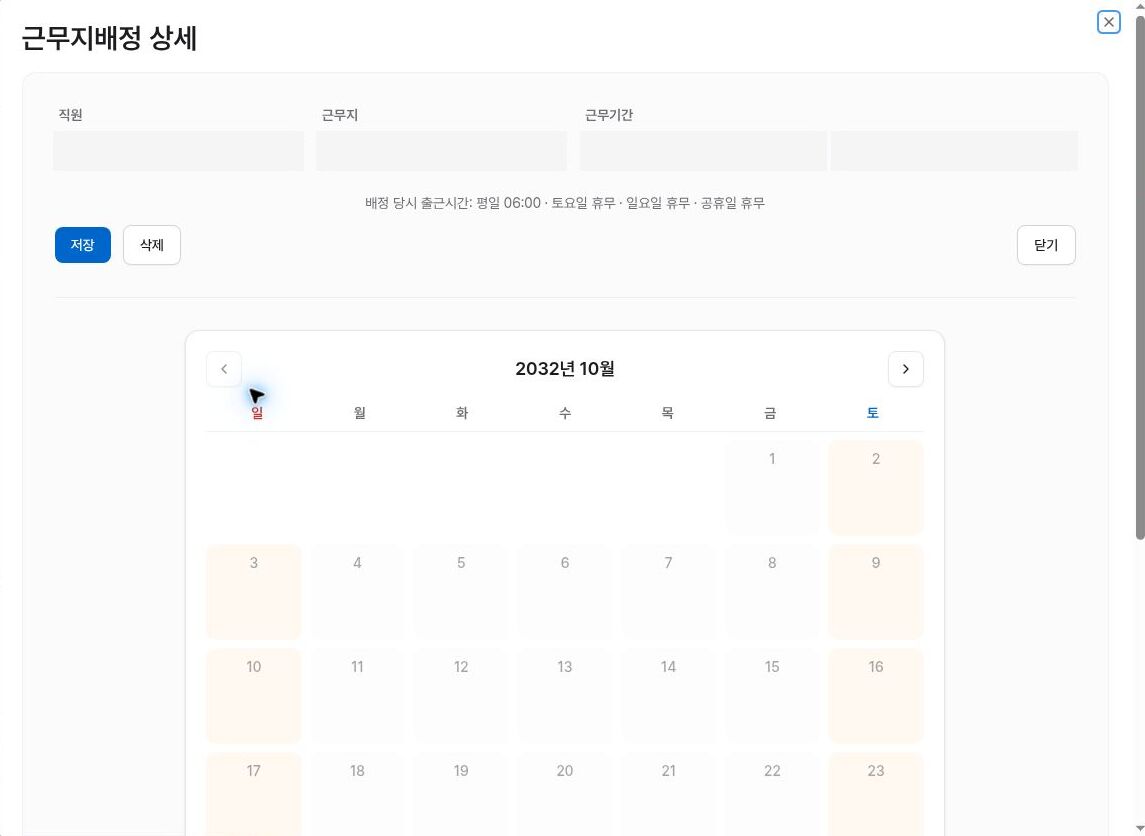 근무지배정 상세
직원 근무지 근무기간
배정 당시 출근시간: 평일 06:00 · 토요일 휴무 · 일요일 휴무 · 공휴일 휴무
저장 삭제 닫기
2032년 10월
일 월 화 수 목 금 토
1 2
3 4 5 6 7 8 9
10 11 12 13 14 15 16
17 18 19 20 21 22 23